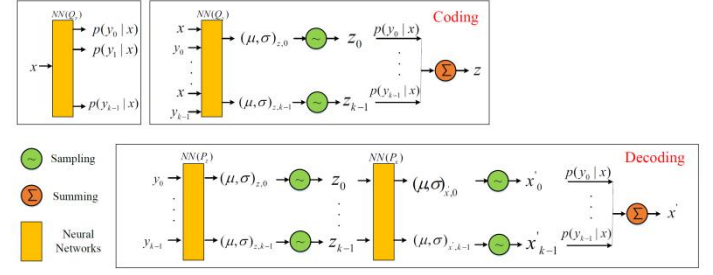 NN(Q_y)
x
p(y_0 | x)
p(y_1 | x)
p(y_{k-1} | x)
Coding
NN(Q_z)
x
y_0
x
y_{k-1}
(μ, σ)_{z,0}
~
z_0
p(y_0 | x)
(μ, σ)_{z,k-1}
~
z_{k-1}
p(y_{k-1} | x)
Σ
z
~ Sampling
Σ Summing
Neural
Networks
Decoding
NN(P_z)
NN(P_x)
y_0
(μ, σ)_{z,0}
~
z_0
(μ,σ)_{x',0}
~
x'_0
p(y_0 | x)
y_{k-1}
(μ, σ)_{z,k-1}
~
z_{k-1}
(μ, σ)_{x',k-1}
~
x'_{k-1}
p(y_{k-1} | x)
Σ
x'